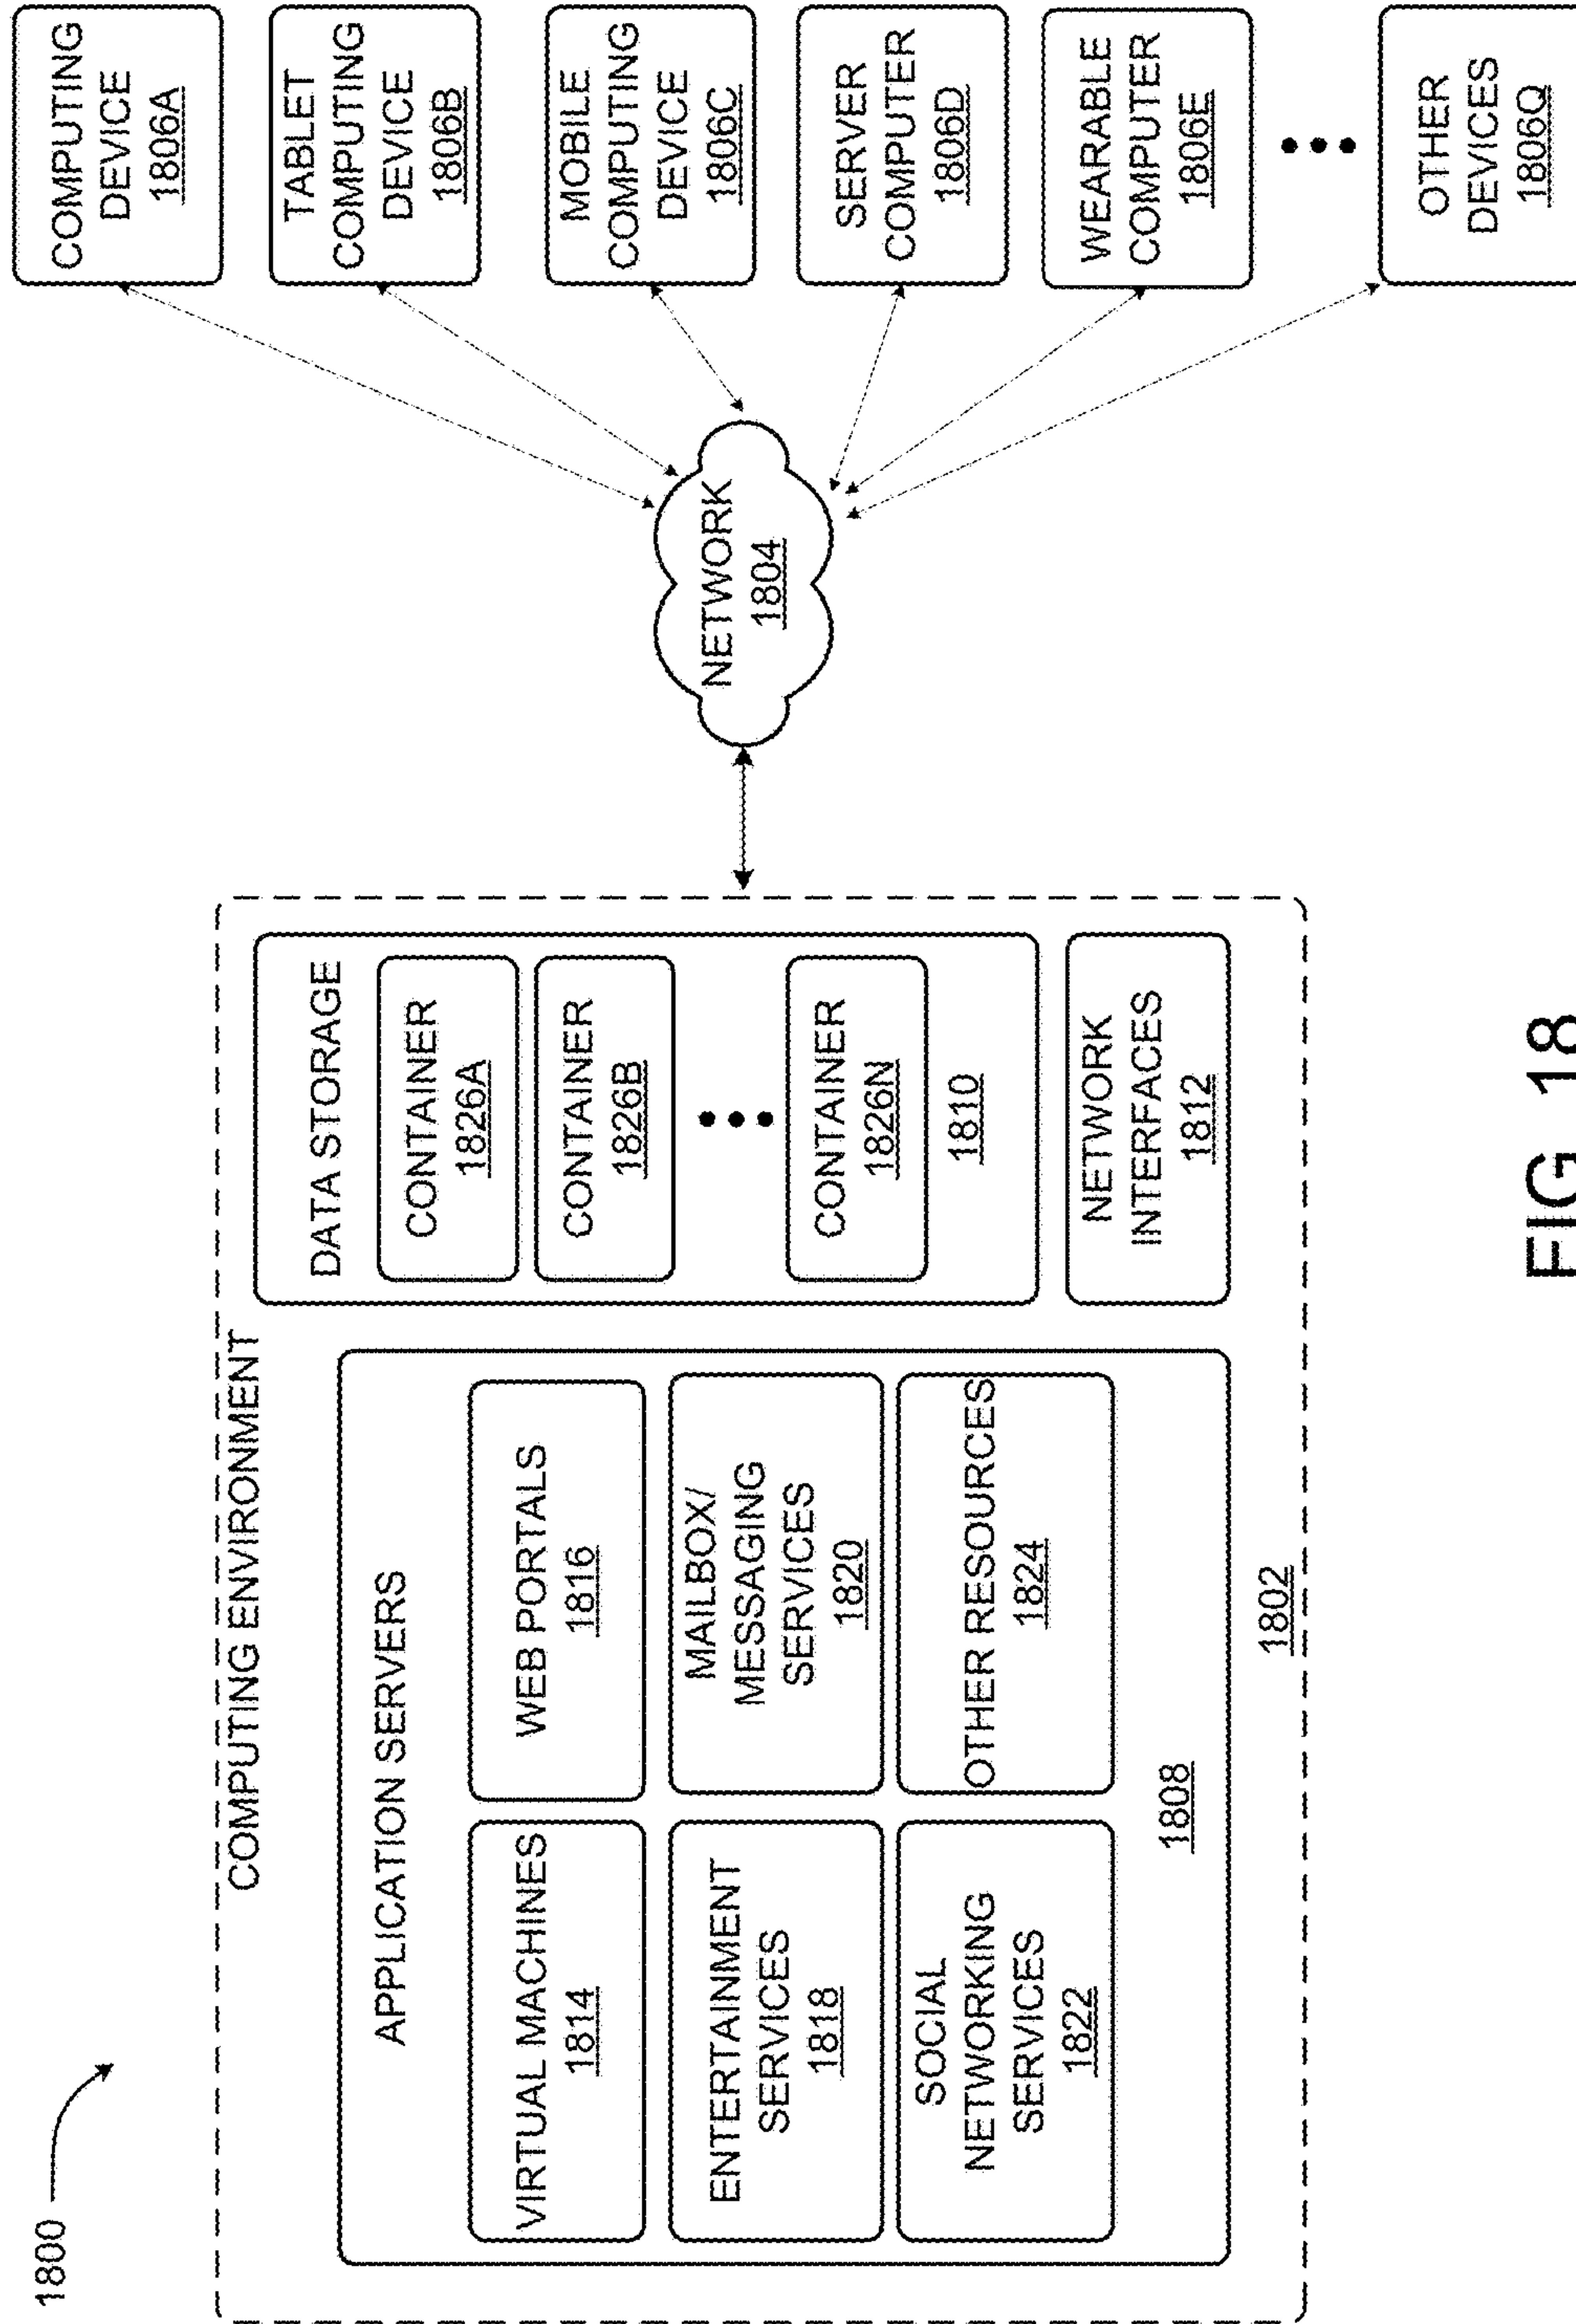 1800
COMPUTING ENVIRONMENT
APPLICATION SERVERS
VIRTUAL MACHINES
1814
WEB PORTALS
1816
ENTERTAINMENT
SERVICES
1818
MAILBOX/
MESSAGING
SERVICES
1820
SOCIAL
NETWORKING
SERVICES
1822
OTHER RESOURCES
1824
1808
1802
DATA STORAGE
CONTAINER
1826A
CONTAINER
1826B
CONTAINER
1826N
1810
NETWORK
INTERFACES
1812
NETWORK
1804
COMPUTING
DEVICE
1806A
TABLET
COMPUTING
DEVICE
1806B
MOBILE
COMPUTING
DEVICE
1806C
SERVER
COMPUTER
1806D
WEARABLE
COMPUTER
1806E
OTHER
DEVICES
1806Q
FIG. 18